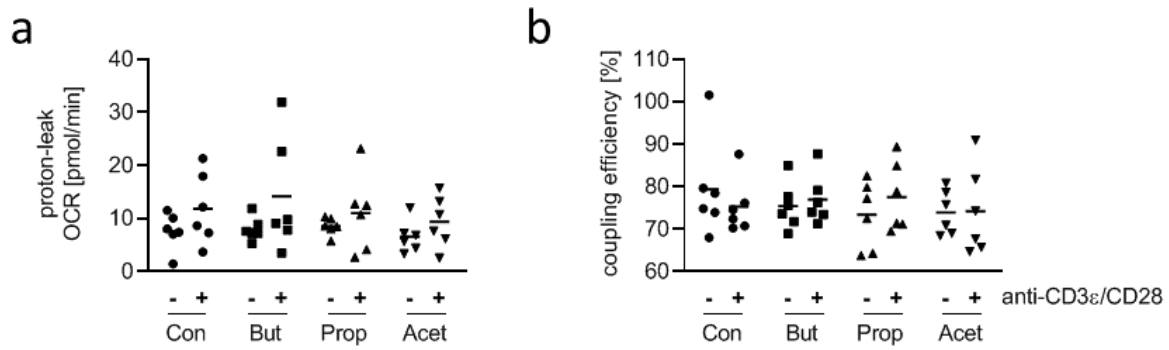 a
proton-leak
OCR [pmol/min]
40
30
20
10
0
- + - + - + - +
Con But Prop Acet
b
coupling efficiency [%]
110
100
90
80
70
60
- + - + - + - + anti-CD3ε/CD28
Con But Prop Acet